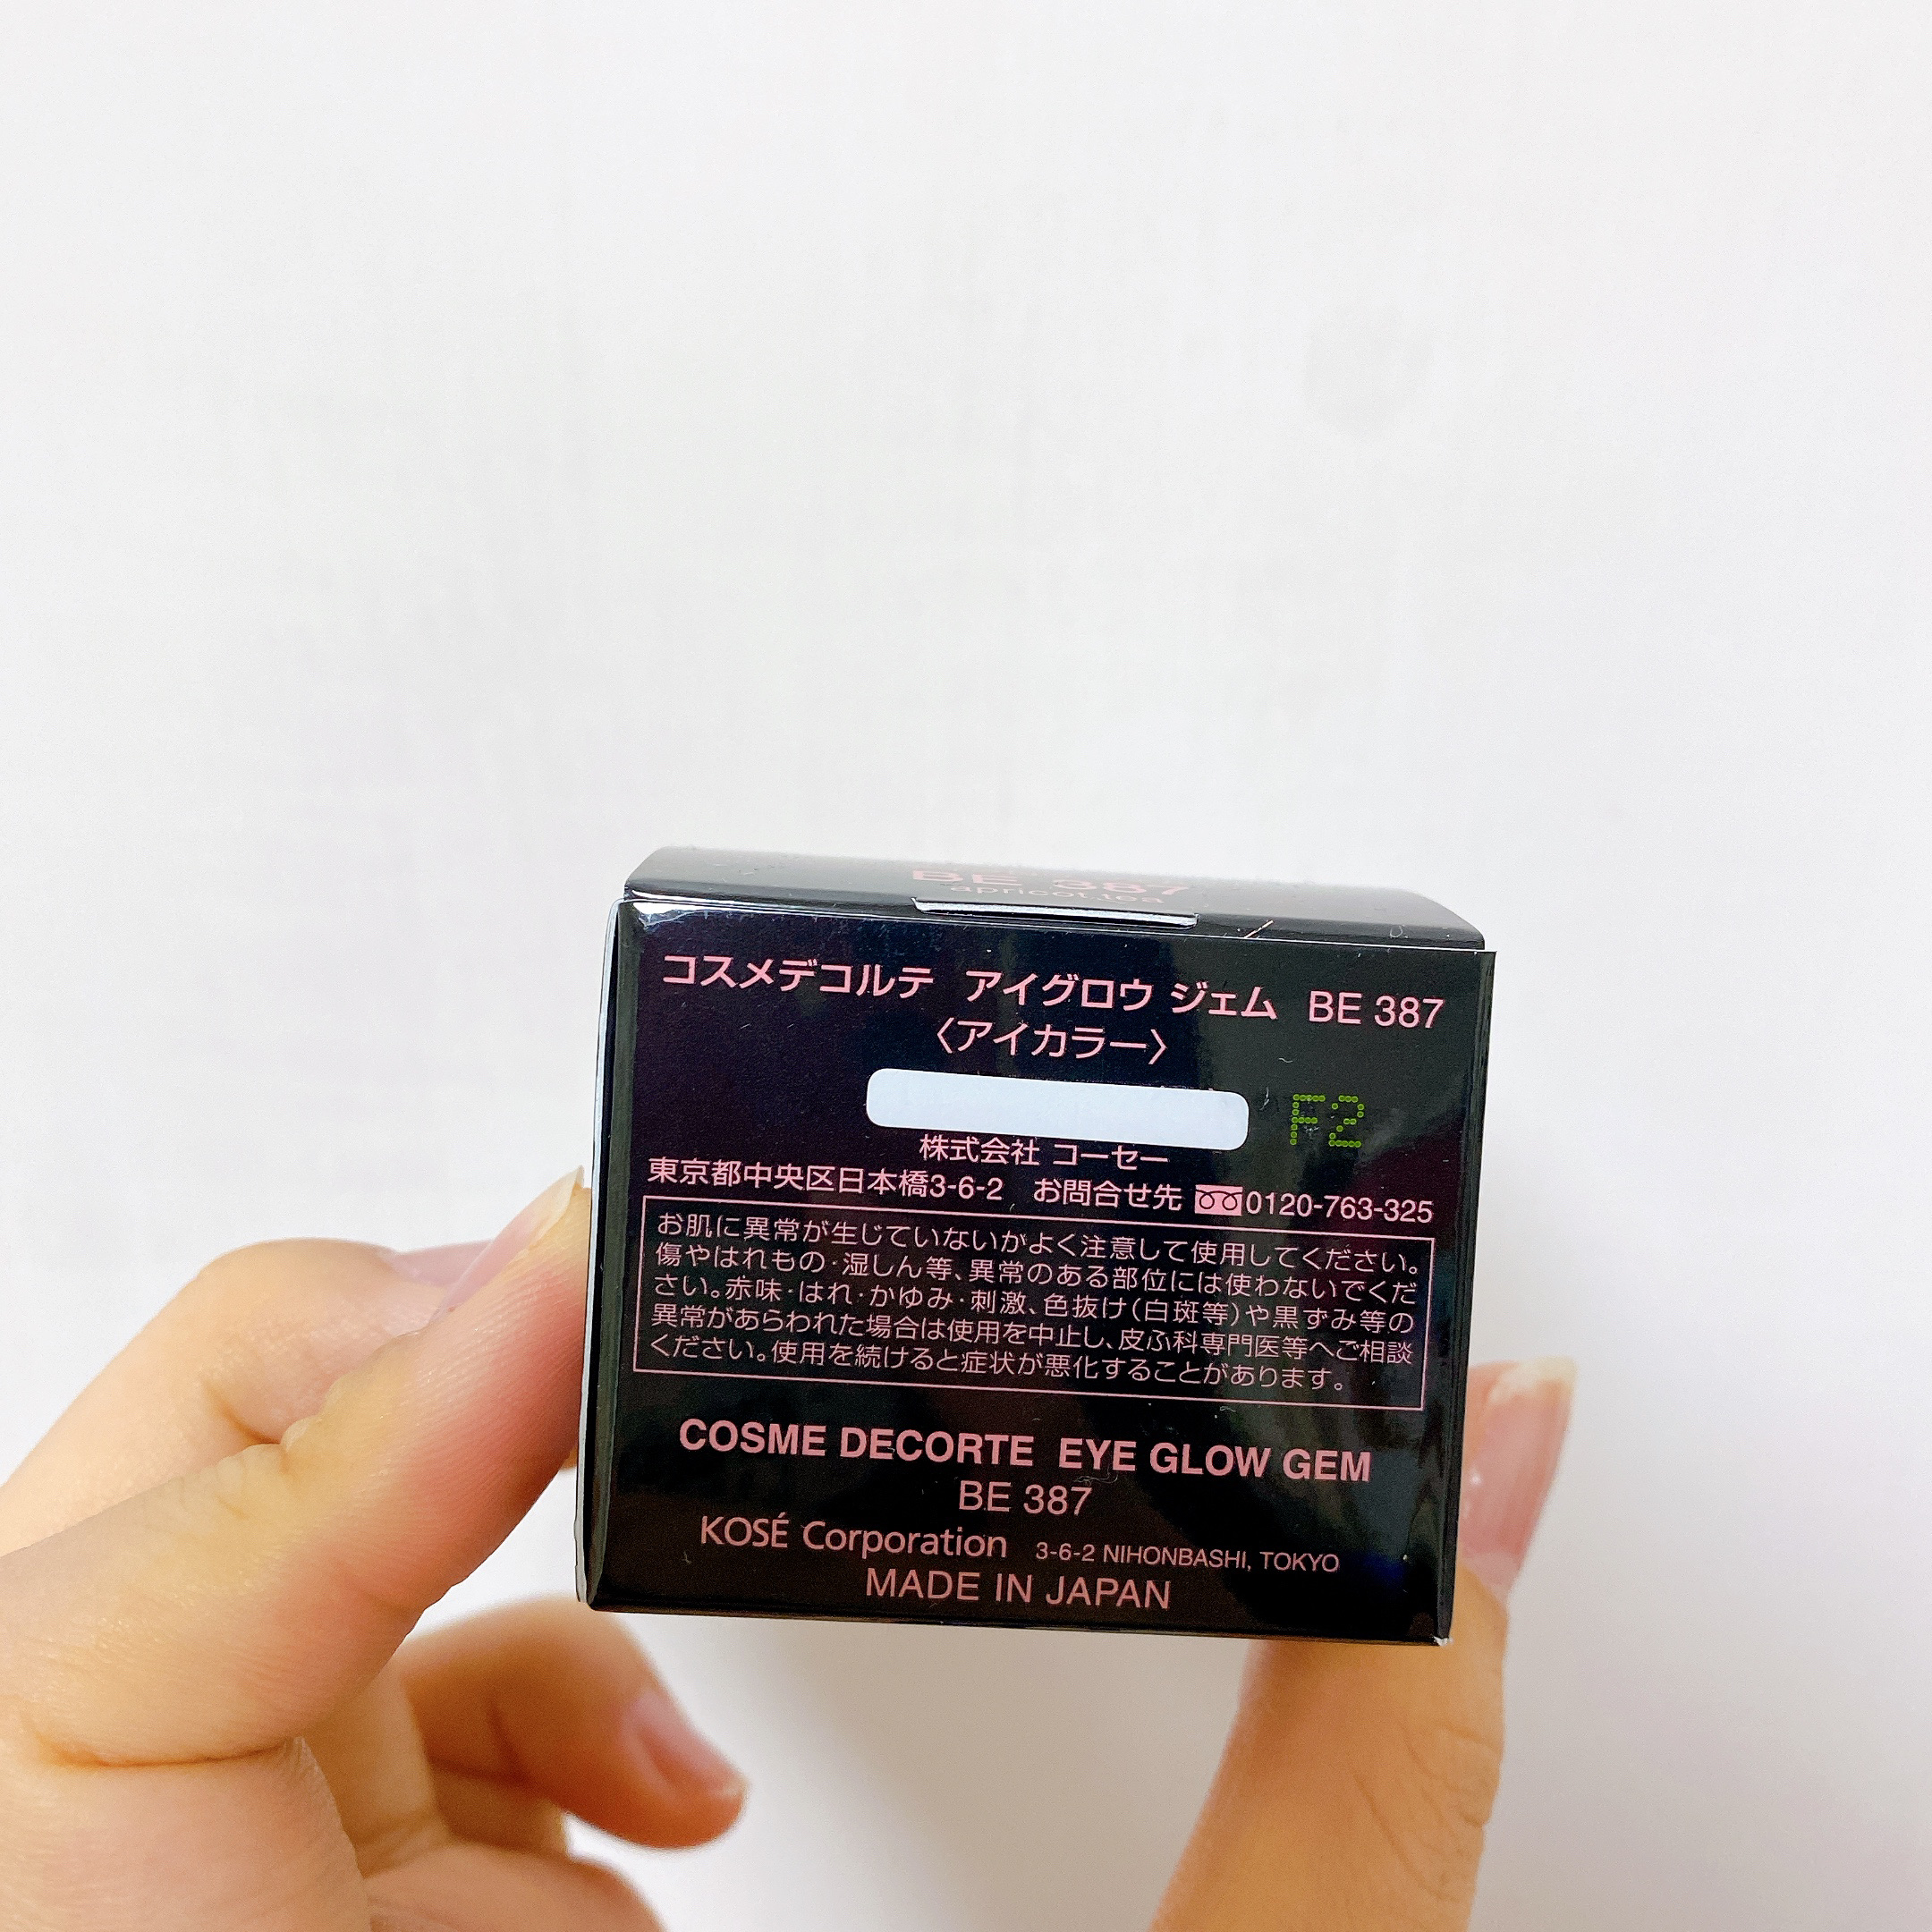 BE 387
apricot tea
コスメデコルテ アイグロウ ジェム BE 387
〈アイカラー〉
F2
株式会社 コーセー
東京都中央区日本橋3-6-2 お問合せ先 0120-763-325
お肌に異常が生じていないかよく注意して使用してください。
傷やはれもの・湿しん等、異常のある部位には使わないでくだ
さい。赤味・はれ・かゆみ・刺激、色抜け(白斑等)や黒ずみ等の
異常があらわれた場合は使用を中止し、皮ふ科専門医等へご相談
ください。使用を続けると症状が悪化することがあります。
COSME DECORTE EYE GLOW GEM
BE 387
KOSÉ Corporation 3-6-2 NIHONBASHI, TOKYO
MADE IN JAPAN